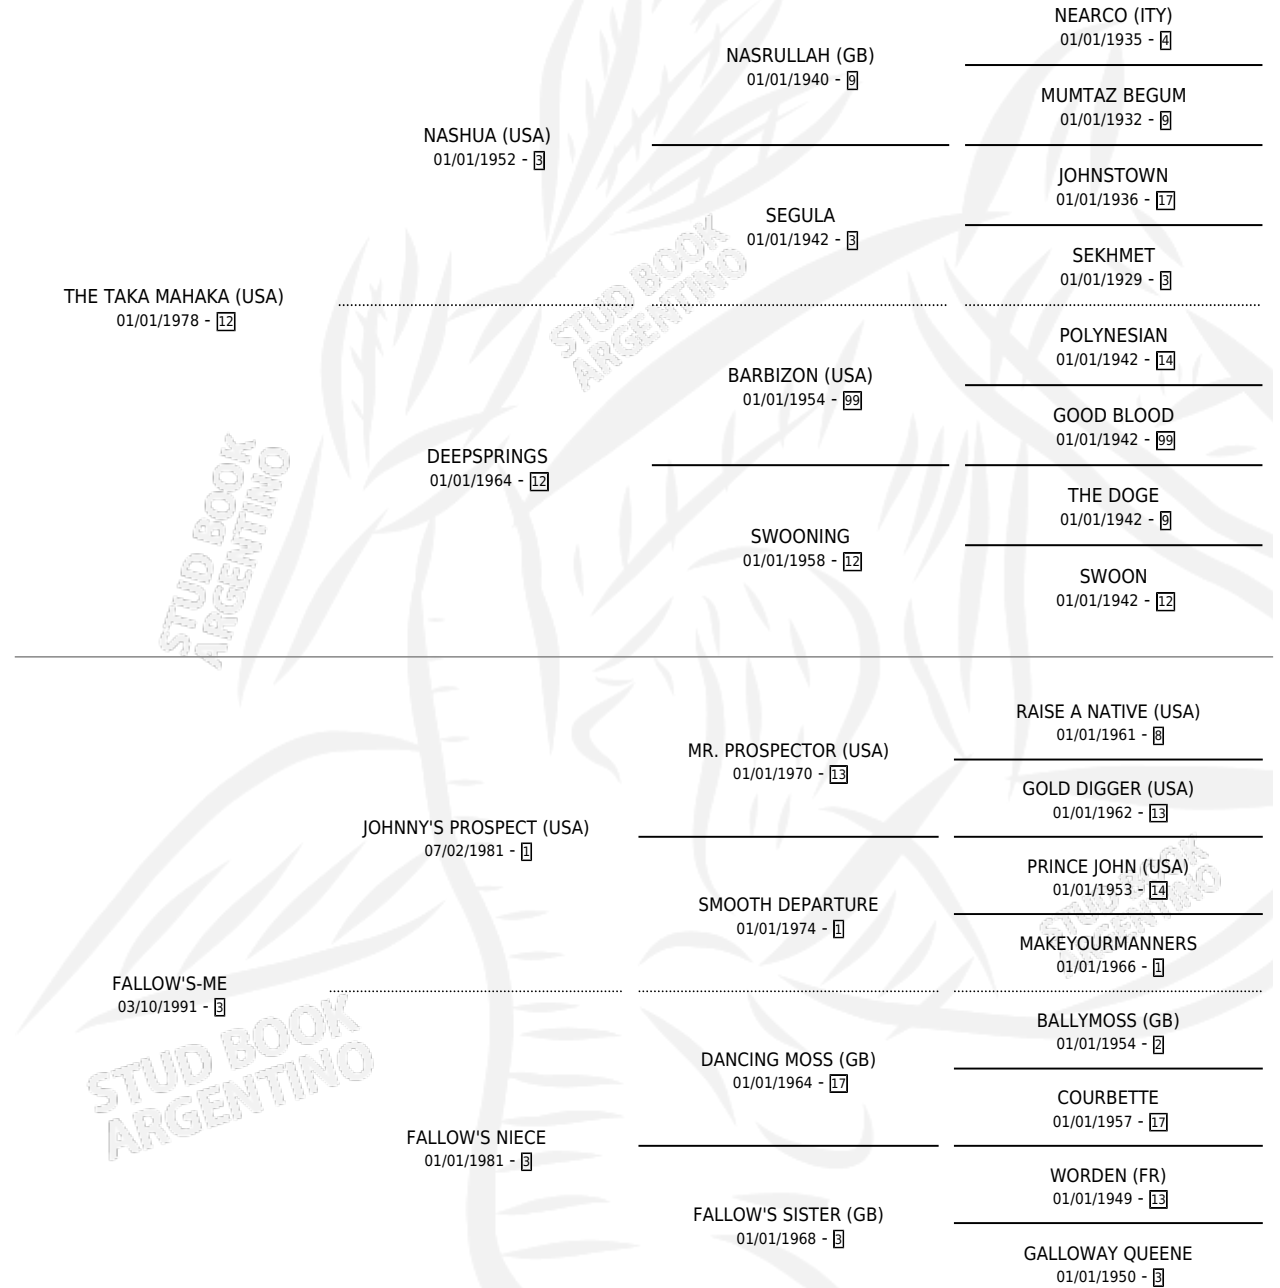 NEARCO (ITY)
01/01/1935 - 4
NASRULLAH (GB)
01/01/1940 - 9
MUMTAZ BEGUM
01/01/1932 - 9
NASHUA (USA)
01/01/1952 - 3
JOHNSTOWN
01/01/1936 - 17
SEGULA
01/01/1942 - 3
SEKHMET
01/01/1929 - 3
THE TAKA MAHAKA (USA)
01/01/1978 - 12
POLYNESIAN
01/01/1942 - 14
BARBIZON (USA)
01/01/1954 - 99
GOOD BLOOD
01/01/1942 - 99
DEEPSPRINGS
01/01/1964 - 12
THE DOGE
01/01/1942 - 9
SWOONING
01/01/1958 - 12
SWOON
01/01/1942 - 12
STUD BOOK
ARGENTINO
STUD BOOK
ARGENTINO
RAISE A NATIVE (USA)
01/01/1961 - 8
MR. PROSPECTOR (USA)
01/01/1970 - 13
GOLD DIGGER (USA)
01/01/1962 - 13
JOHNNY'S PROSPECT (USA)
07/02/1981 - 1
PRINCE JOHN (USA)
01/01/1953 - 14
SMOOTH DEPARTURE
01/01/1974 - 1
MAKEYOURMANNERS
01/01/1966 - 1
FALLOW'S-ME
03/10/1991 - 3
BALLYMOSS (GB)
01/01/1954 - 2
DANCING MOSS (GB)
01/01/1964 - 17
COURBETTE
01/01/1957 - 17
FALLOW'S NIECE
01/01/1981 - 3
WORDEN (FR)
01/01/1949 - 13
FALLOW'S SISTER (GB)
01/01/1968 - 3
GALLOWAY QUEENE
01/01/1950 - 3
STUD BOOK
ARGENTINO
STUD BOOK
ARGENTINO